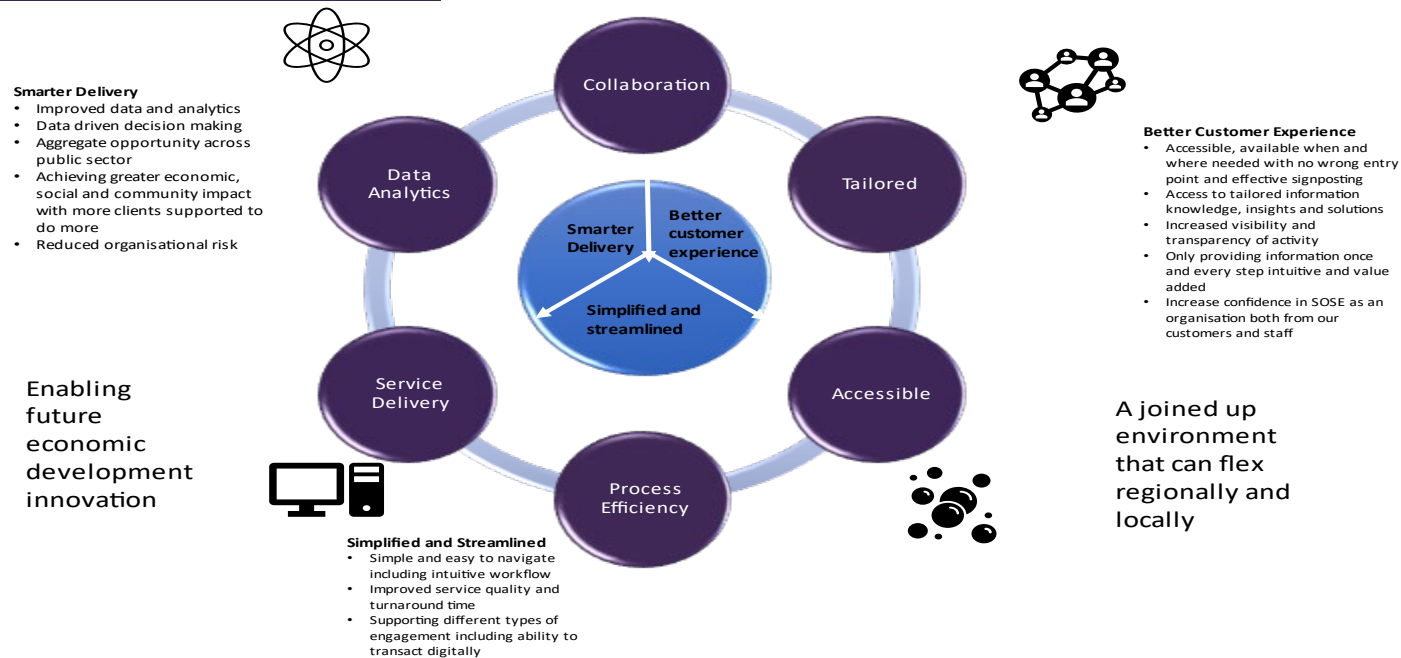 Collaboration
Smarter Delivery
• Improved data and analytics
• Data driven decision making
• Aggregate opportunity across
public sector
• Achieving greater economic,
social and community impact
with more clients supported to
do more
• Reduced organisational risk
Better Customer Experience
• Accessible, available when and
where needed with no wrong entry
point and effective signposting
• Access to tailored information
knowledge, insights and solutions
• Increased visibility and
transparency of activity
• Only providing information once
and every step intuitive and value
added
• Increase confidence in SOSE as an
organisation both from our
customers and staff
Data
Analytics
Tailored
Smarter
Delivery
Better
customer
experience
Simplified and
streamlined
Service
Delivery
Accessible
Enabling
future
economic
development
innovation
A joined up
environment
that can flex
regionally and
locally
Process
Efficiency
Simplified and Streamlined
• Simple and easy to navigate
including intuitive workflow
• Improved service quality and
turnaround time
• Supporting different types of
engagement including ability to
transact digitally